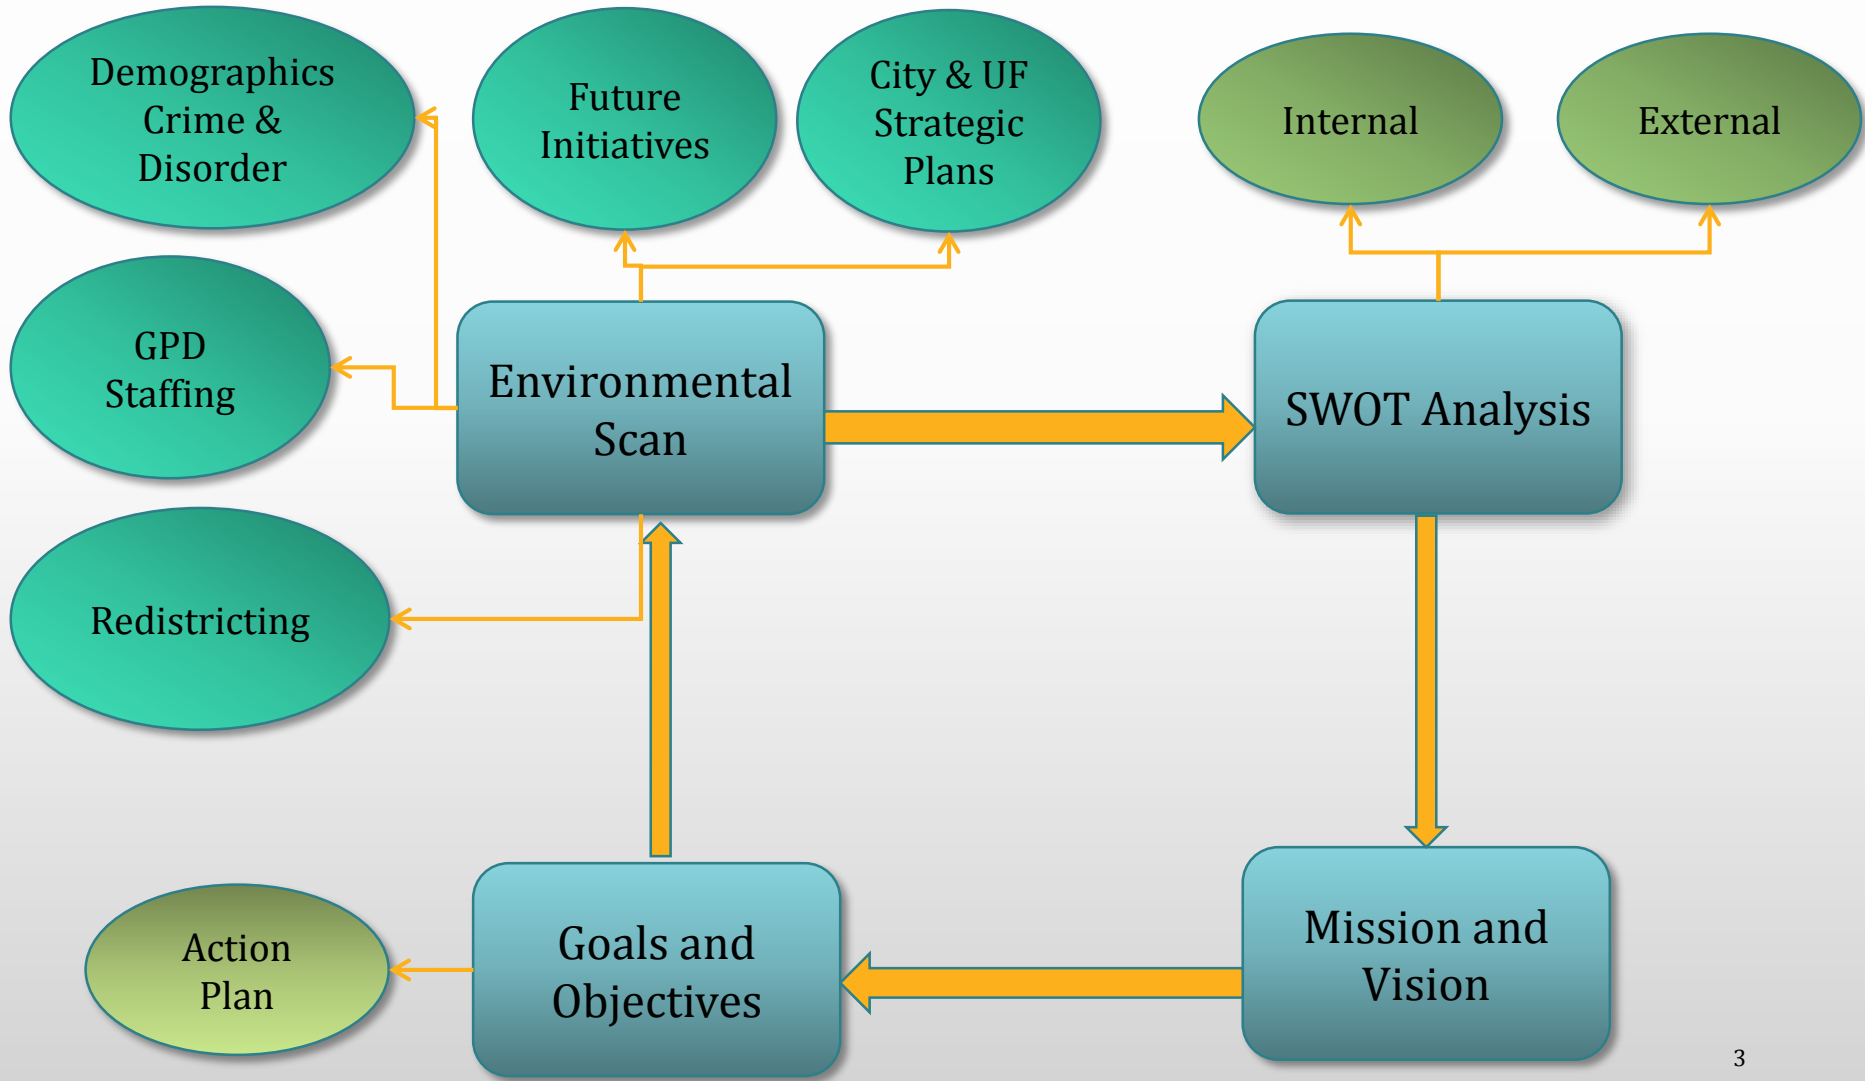 Demographics
Crime &
Disorder
Future
Initiatives
City & UF
Strategic
Plans
Internal
External
GPD
Staffing
Environmental
Scan
SWOT Analysis
Redistricting
Action
Plan
Goals and
Objectives
Mission and
Vision
3